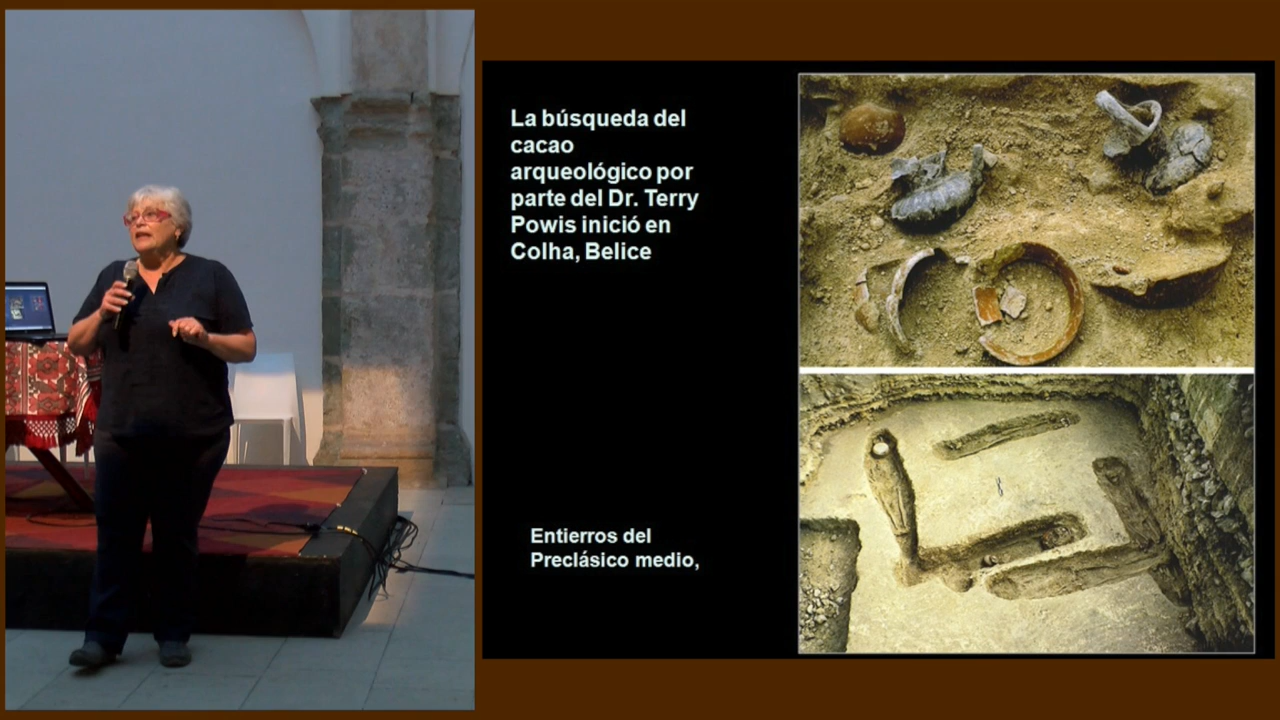 La búsqueda del
cacao
arqueológico por
parte del Dr. Terry
Powis inició en
Colha, Belice
Entierros del
Preclásico medio,